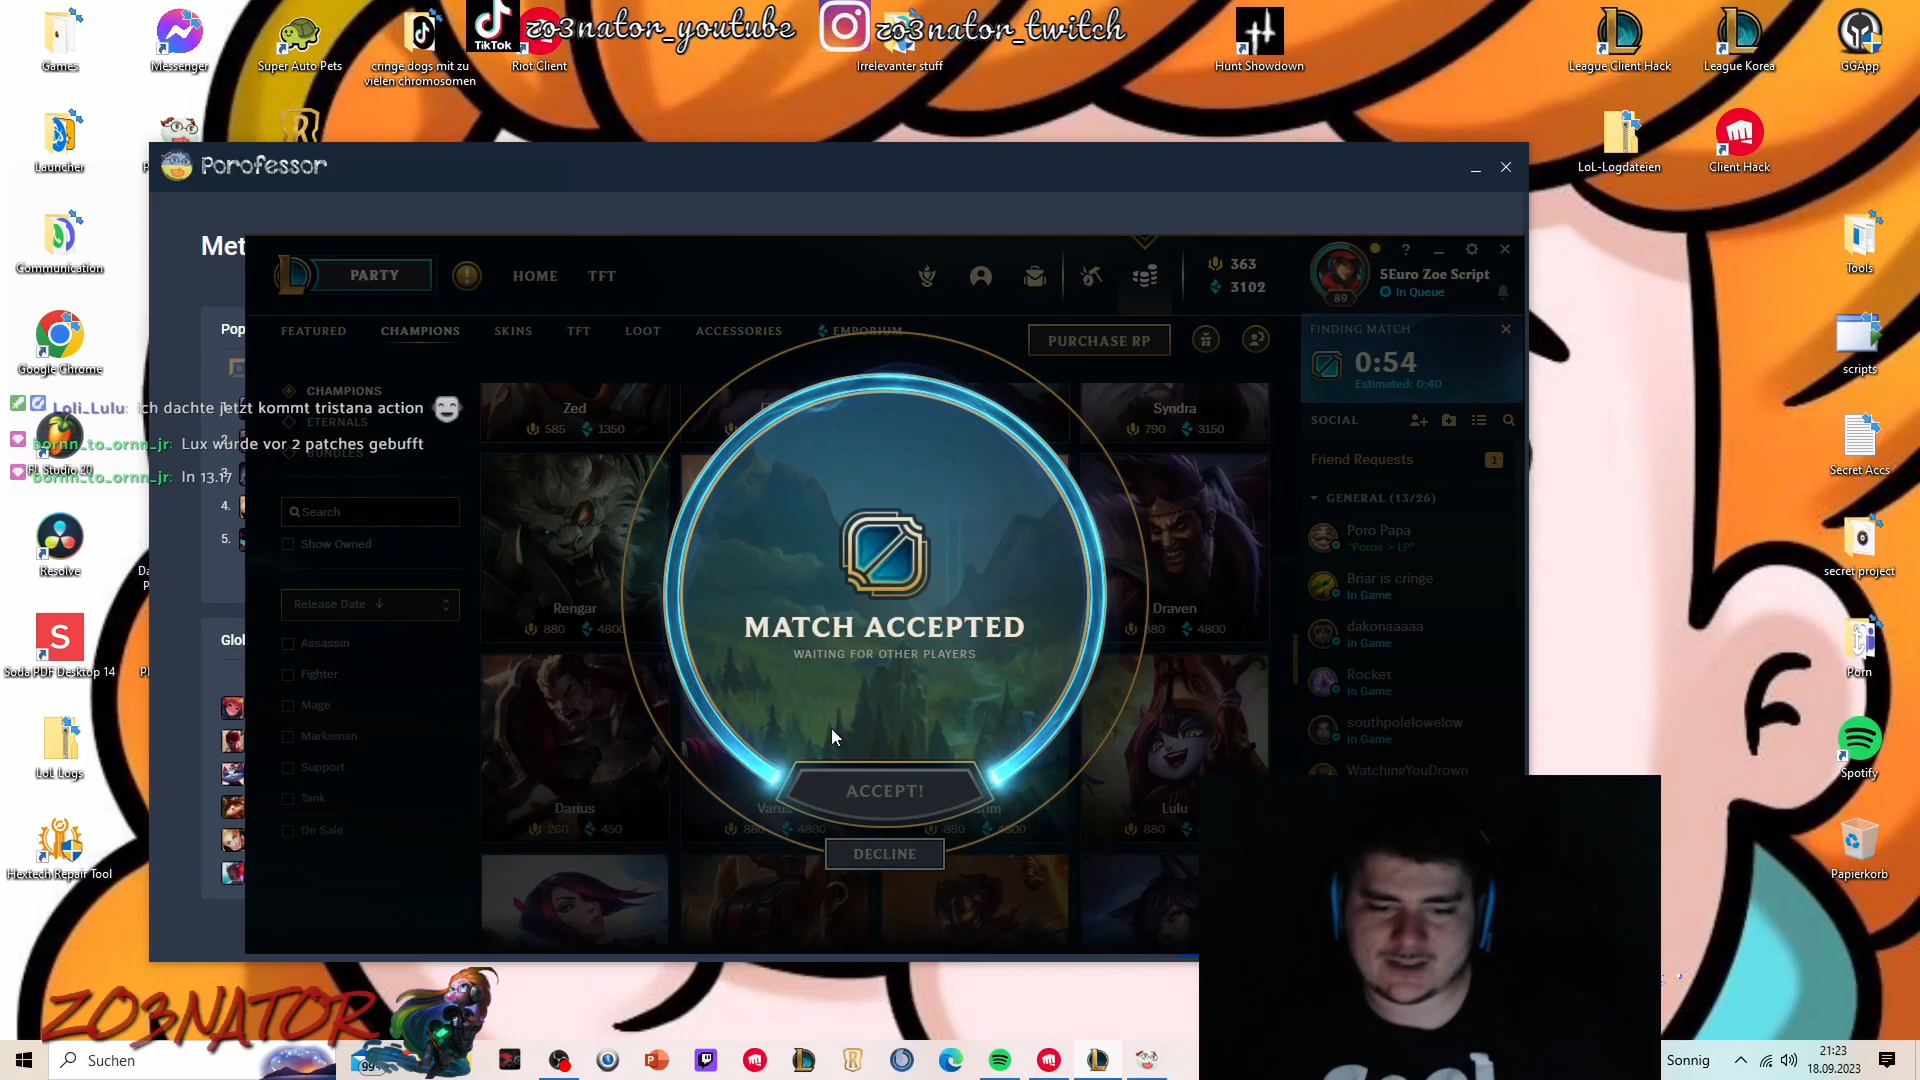 Games
Messenger
Super Auto Pets
cringe dogs mit zu
vielen chromosomen
TikTok
zo3nator_youtube
Riot Client
zo3nator_twitch
Irrelevanter stuff
Hunt Showdown
League Client Hack
League Korea
GGApp
Launcher
LoL-Logdateien
Client Hack
Porofessor
Met
PARTY
HOME
TFT
363
3102
5Euro Zoe Script
In Queue
89
Communication
Tools
FEATURED
CHAMPIONS
SKINS
TFT
LOOT
ACCESSORIES
EMPORIUM
PURCHASE RP
FINDING MATCH
0:54
Estimated: 0:40
Pop
Google Chrome
scripts
CHAMPIONS
ETERNALS
BUNDLES
Loli_Lulu: ich dachte jetzt kommt tristana action
bornn_to_ornn_jr: Lux wurde vor 2 patches gebufft
bornn_to_ornn_jr: In 13.17
FL Studio 20
Zed
585 1350
Syndra
790 3150
SOCIAL
Friend Requests
1
GENERAL (13/26)
Secret Accs
Search
Show Owned
4.
5.
Resolve
Release Date
Rengar
880 4800
Draven
880 4800
MATCH ACCEPTED
WAITING FOR OTHER PLAYERS
Poro Papa
"Poros > LP"
Briar is cringe
In Game
dakonaaaaa
In Game
Rocket
In Game
southpolelowelow
In Game
WatchingYouDrown
secret project
Porn
Glob
Assassin
Fighter
Mage
Marksman
Support
Tank
On Sale
Soda PDF Desktop 14
LoL Logs
Hextech Repair Tool
Darius
260 450
Varus
880 4800
880 4800
Lulu
880
ACCEPT!
DECLINE
Spotify
Papierkorb
ZO3NATOR
Suchen
99+
Sonnig
21:23
18.09.2023